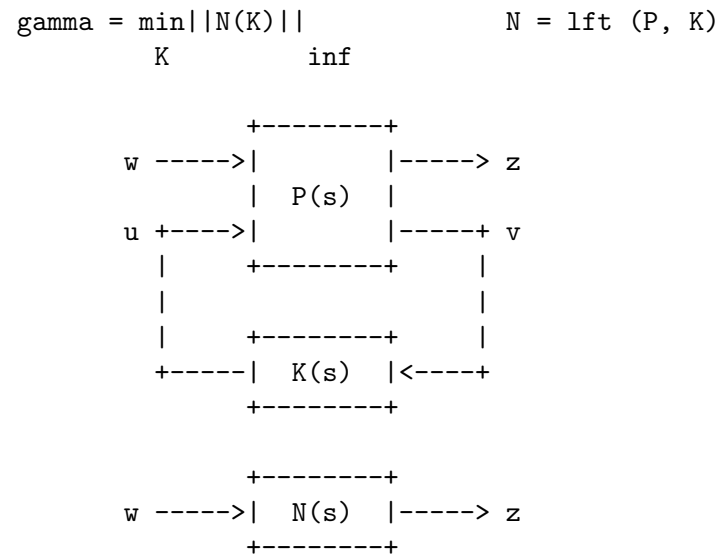 gamma = min||N(K)||             N = lft (P, K)
         K         inf

               +--------+
       w ----->|        |-----> z
               |  P(s)  |
       u +---->|        |-----+ v
         |     +--------+     |
         |                    |
         |     +--------+     |
         +-----|  K(s)  |<----+
               +--------+

               +--------+
       w ----->|  N(s)  |-----> z
               +--------+